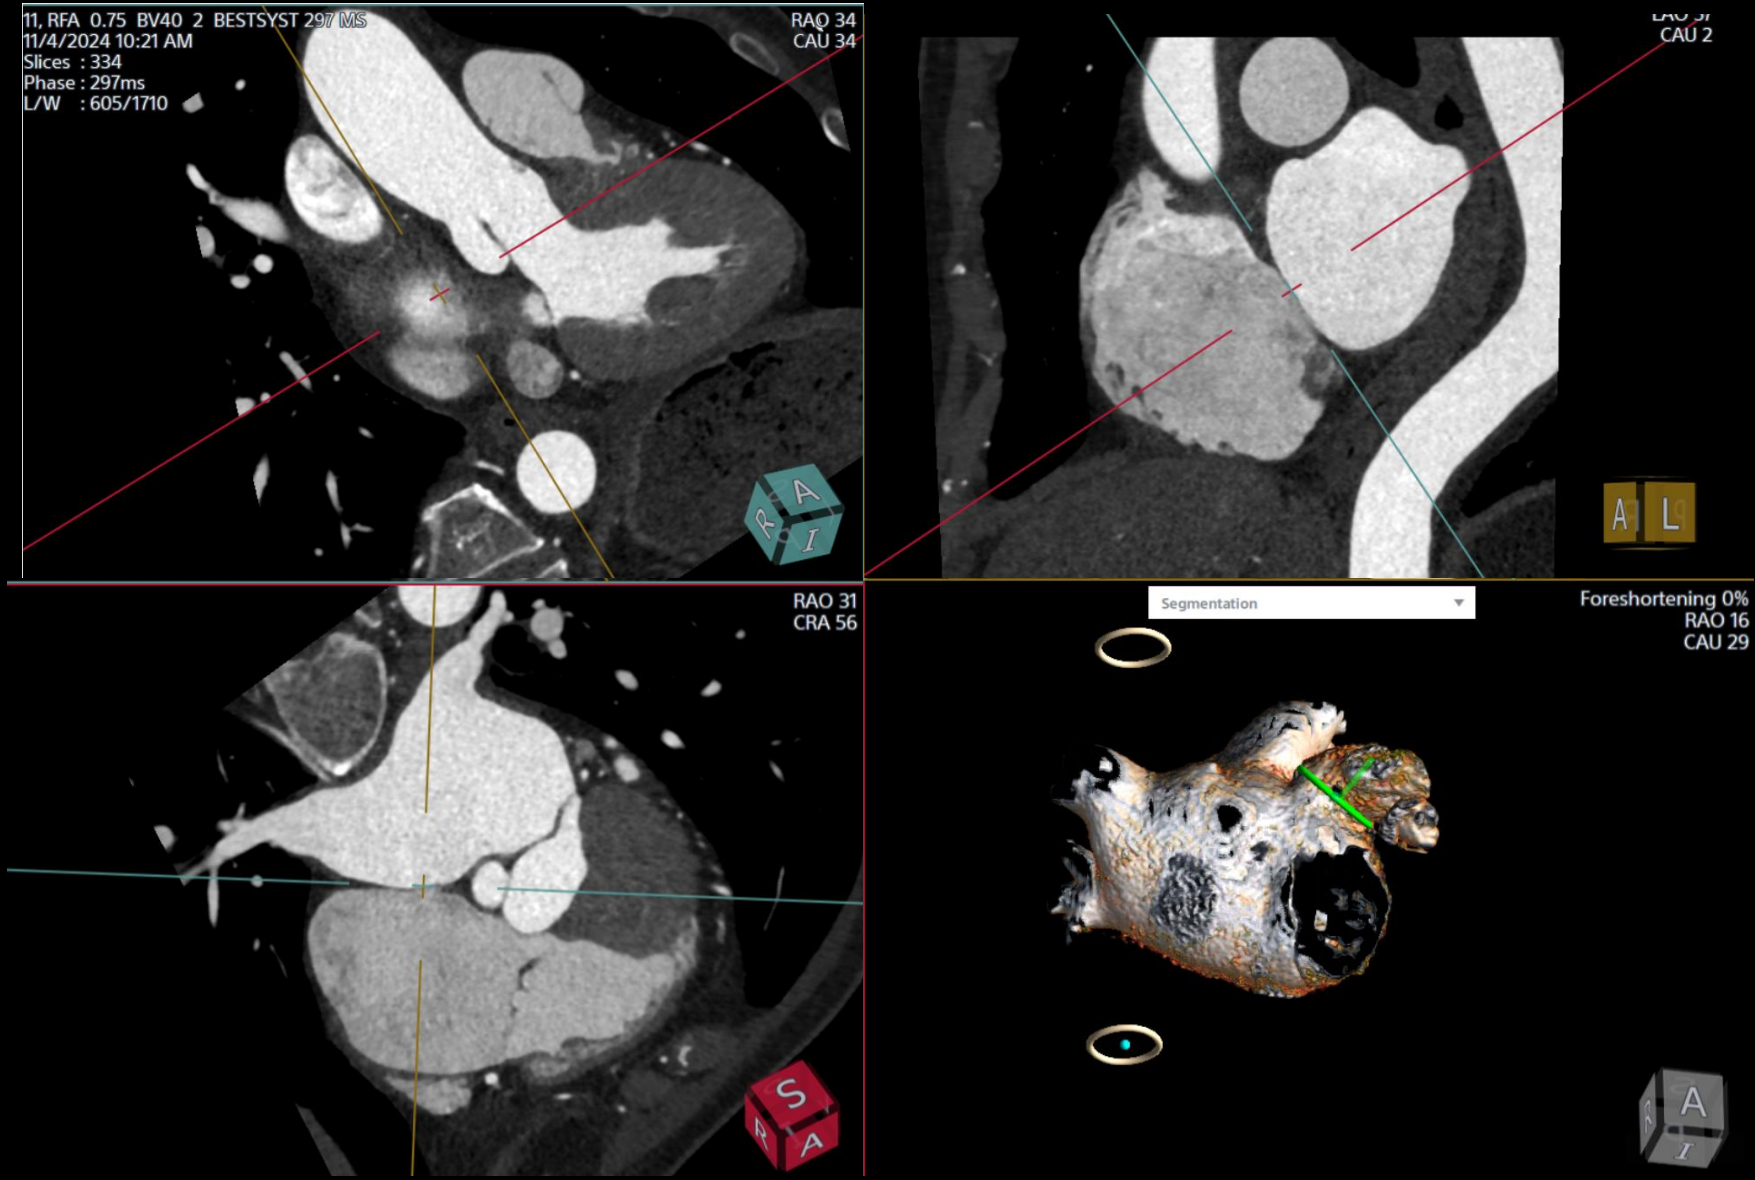 11, RFA 0.75 BV40 2 BESTSYST 297 MS
11/4/2024 10:21 AM
Slices : 334
Phase : 297ms
L/W : 605/1710
RAO 34
CAU 34
A
R
I
CAU 2
A L
RAO 31
CRA 56
S
R
A
Segmentation
Foreshortening 0%
RAO 16
CAU 29
A
R
I